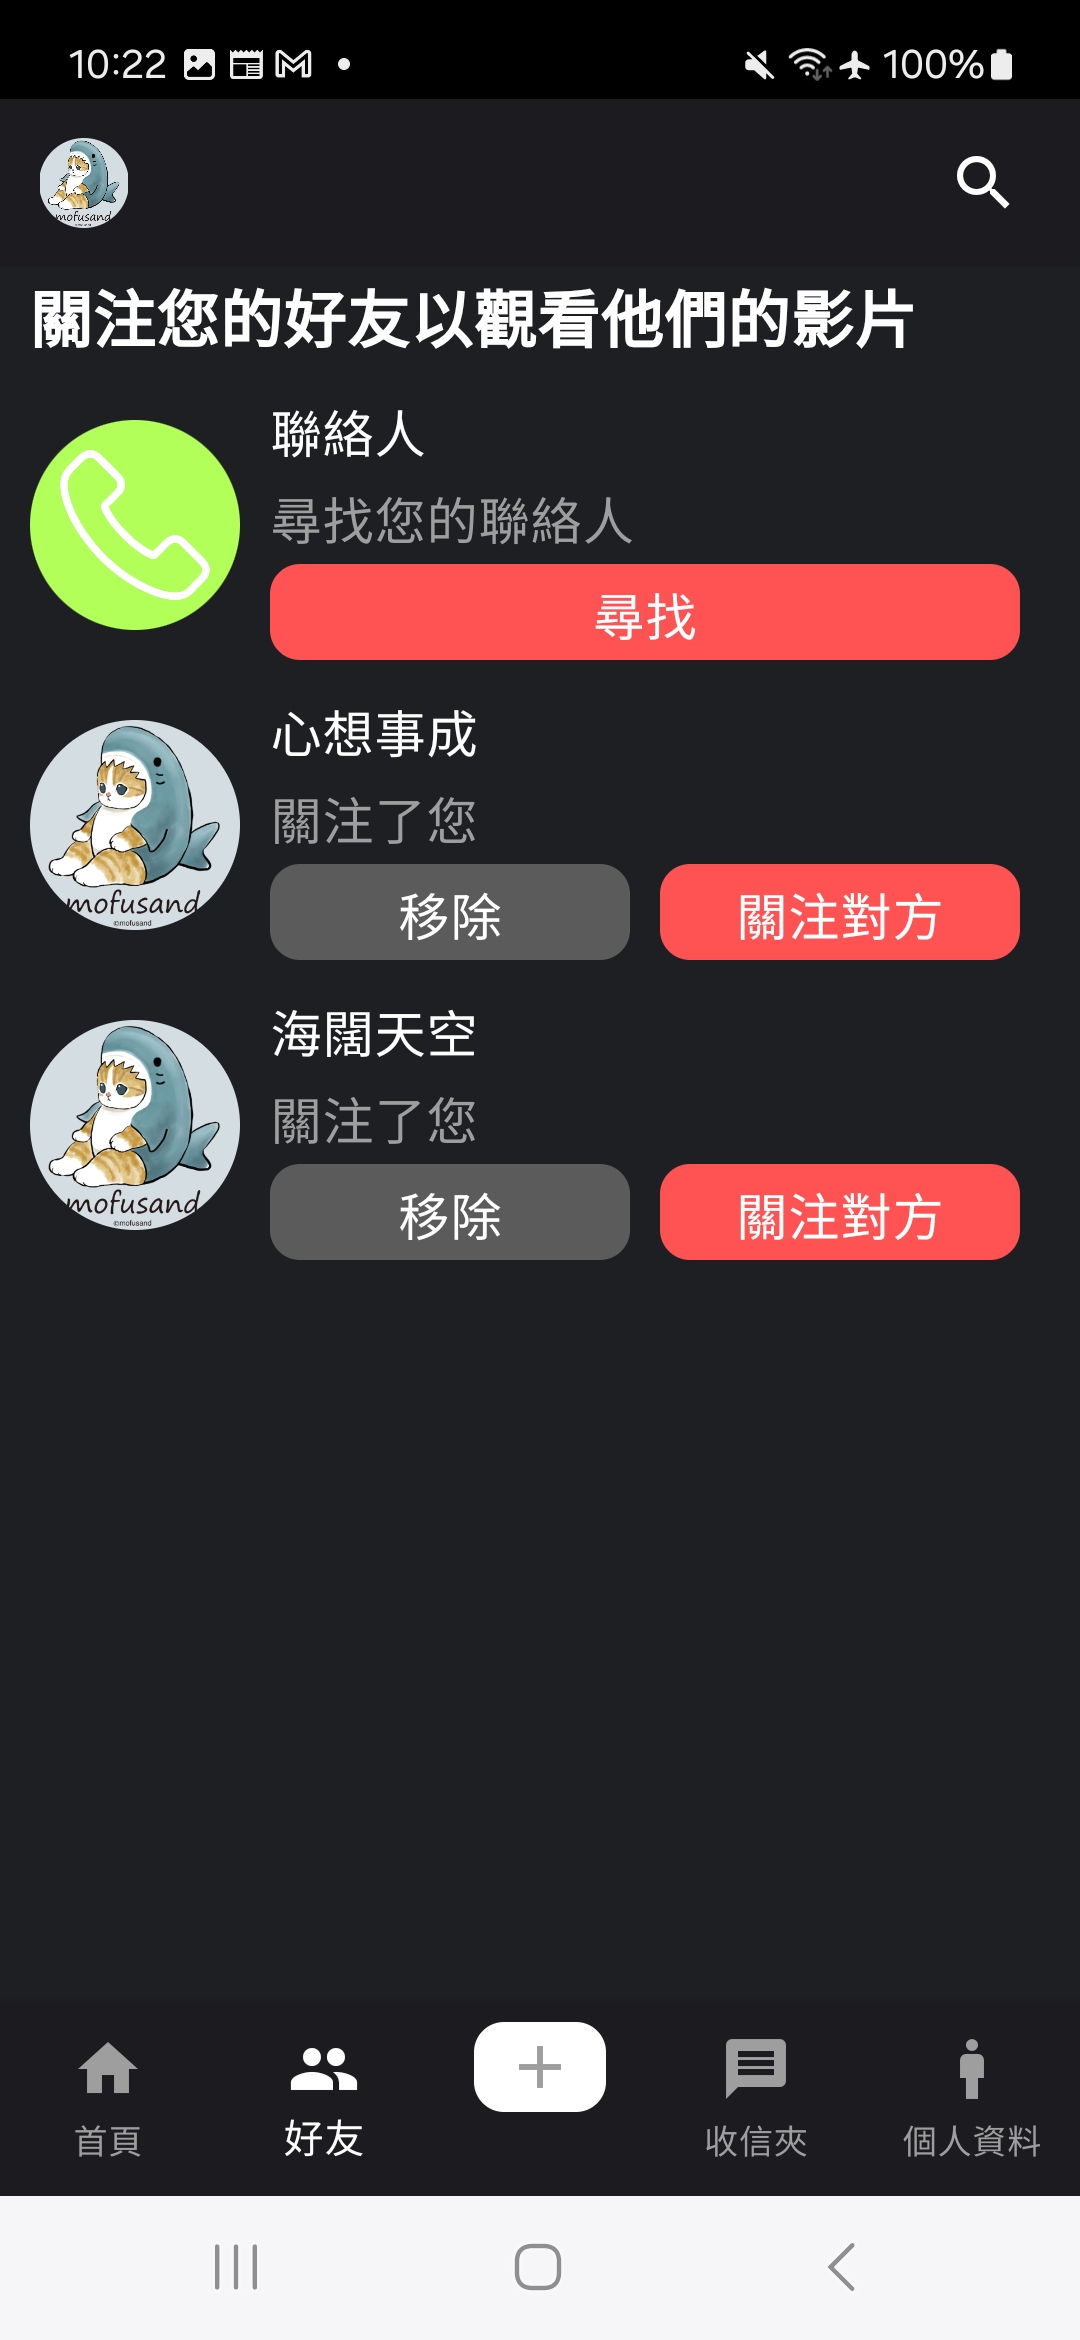 10:22 100%
mofusand
關注您的好友以觀看他們的影片
聯絡人
尋找您的聯絡人
尋找
心想事成
關注了您
移除 關注對方
mofusand
©mofusand
海闊天空
關注了您
移除 關注對方
mofusand
©mofusand
首頁 好友 收信夾 個人資料